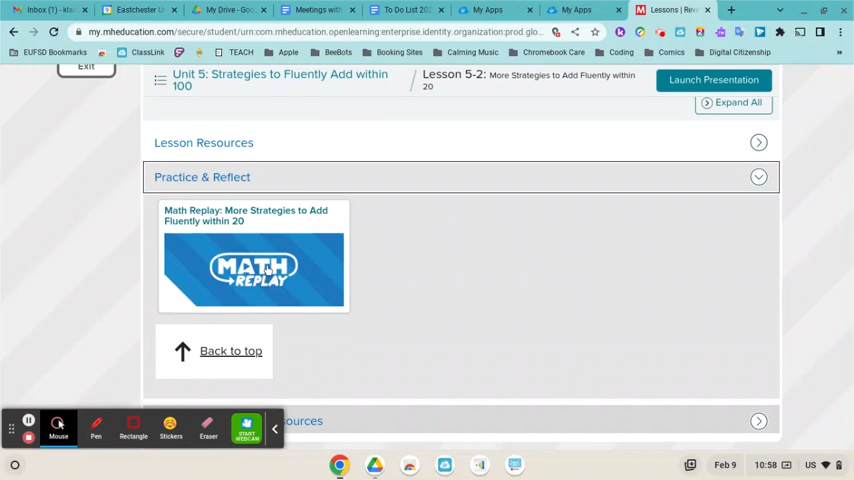 Inbox (1) - klai
Eastchester U
My Drive - Goo
Meetings with
To Do List 202
My Apps
My Apps
Lessons | Reve
my.mheducation.com/secure/student/urn:com.mheducation.openlearning:enterprise.identity.organization:prod.glo...
EUFSD Bookmarks
ClassLink
TEACH
Apple
BeeBots
Booking Sites
Calming Music
Chromebook Care
Coding
Comics
Digital Citizenship
»
Exit
Unit 5: Strategies to Fluently Add within
100
Lesson 5-2: More Strategies to Add Fluently within
20
Launch Presentation
Expand All
Lesson Resources
Practice & Reflect
Math Replay: More Strategies to Add
Fluently within 20
MATH
REPLAY
Back to top
ources
Mouse
Pen
Rectangle
Stickers
Eraser
START
WEBCAM
Feb 9
10:58
US